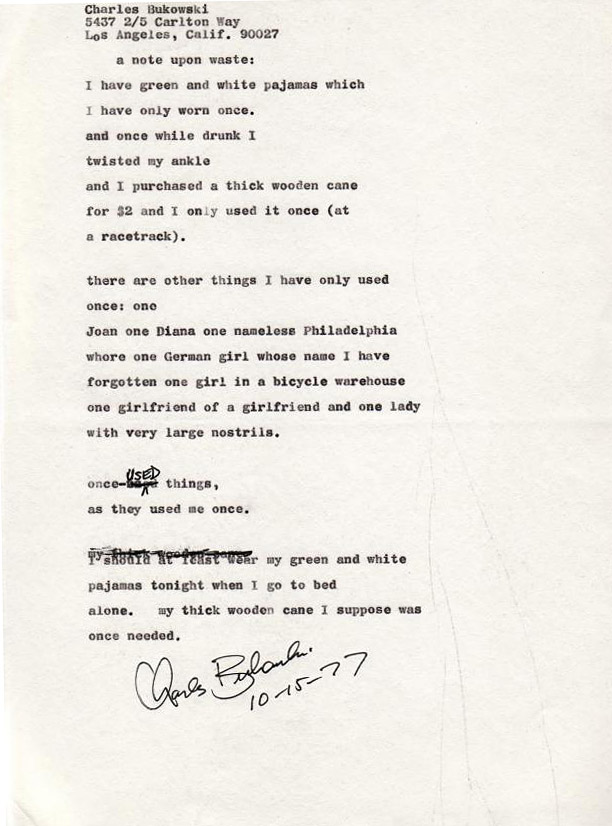 Charles Bukowski
5437 2/5 Carlton Way
Los Angeles, Calif. 90027
a note upon waste:
I have green and white pajamas which
I have only worn once.
and once while drunk I
twisted my ankle
and I purchased a thick wooden cane
for $2 and I only used it once (at
a racetrack).
there are other things I have only used
once: one
Joan one Diana one nameless Philadelphia
whore one German girl whose name I have
forgotten one girl in a bicycle warehouse
one girlfriend of a girlfriend and one lady
with very large nostrils.
USED
once- things,
as they used me once.
my thick wooden
I should at least wear my green and white
pajamas tonight when I go to bed
alone. my thick wooden cane I suppose was
once needed.
Charles Bukowski
10-15-77